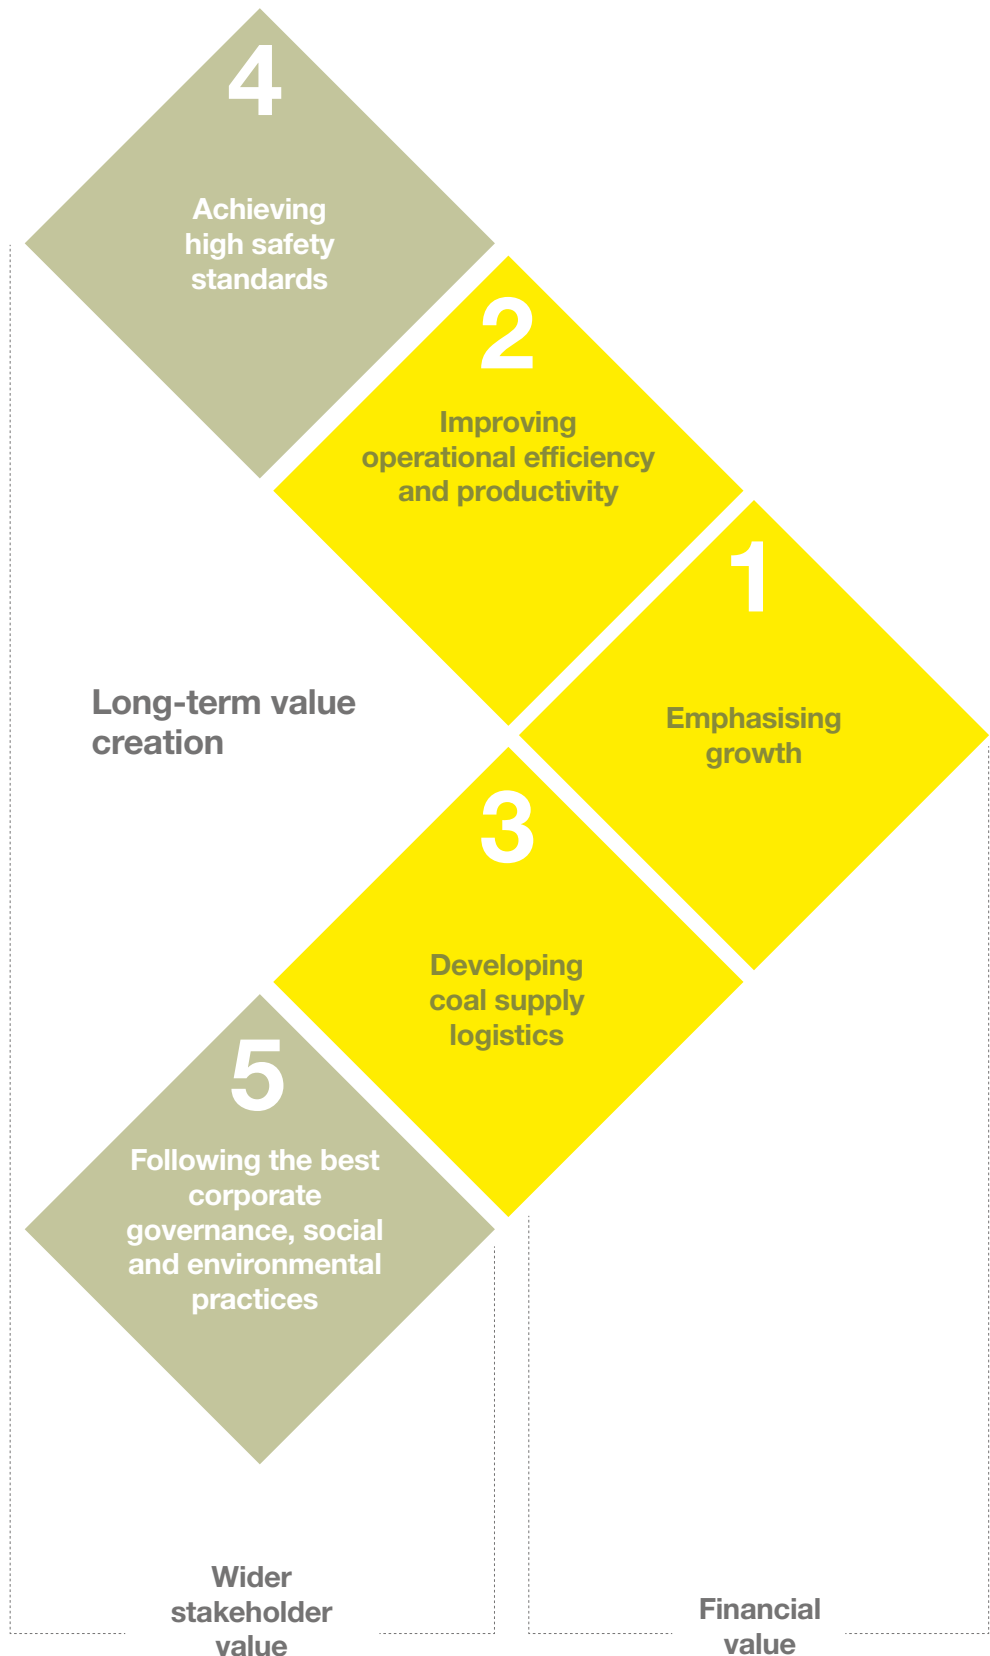 4
Achieving
high safety
standards
2
Improving
operational efficiency
and productivity
1
Emphasising
growth
Long-term value
creation
3
Developing
coal supply
logistics
5
Following the best
corporate
governance, social
and environmental
practices
Wider
stakeholder
value
Financial
value